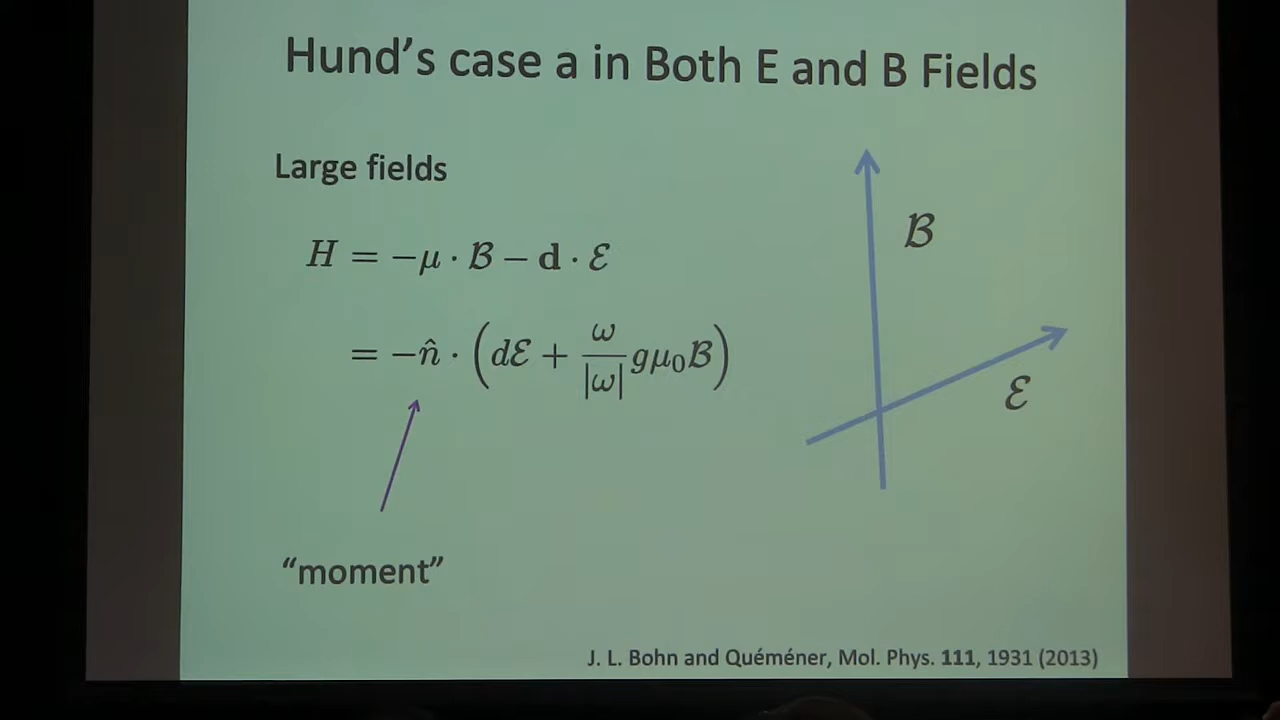 Hund’s case a in Both E and B Fields
Large fields
H = −μ · ℬ − d · ℰ
= −n̂ · (dℰ + ω/|ω| gμ₀ℬ)
ℬ
ℰ
“moment”
J. L. Bohn and Quéméner, Mol. Phys. 111, 1931 (2013)